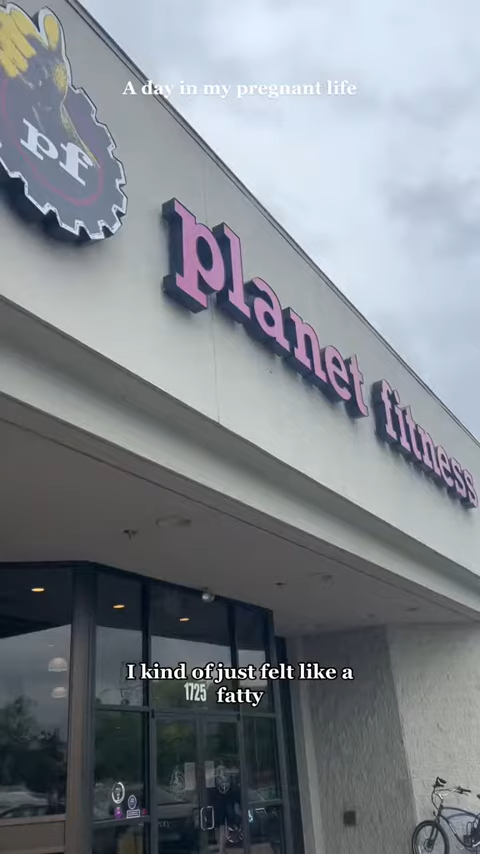 A day in my pregnant life
pf
planet fitness
I kind of just felt like a
fatty
1725